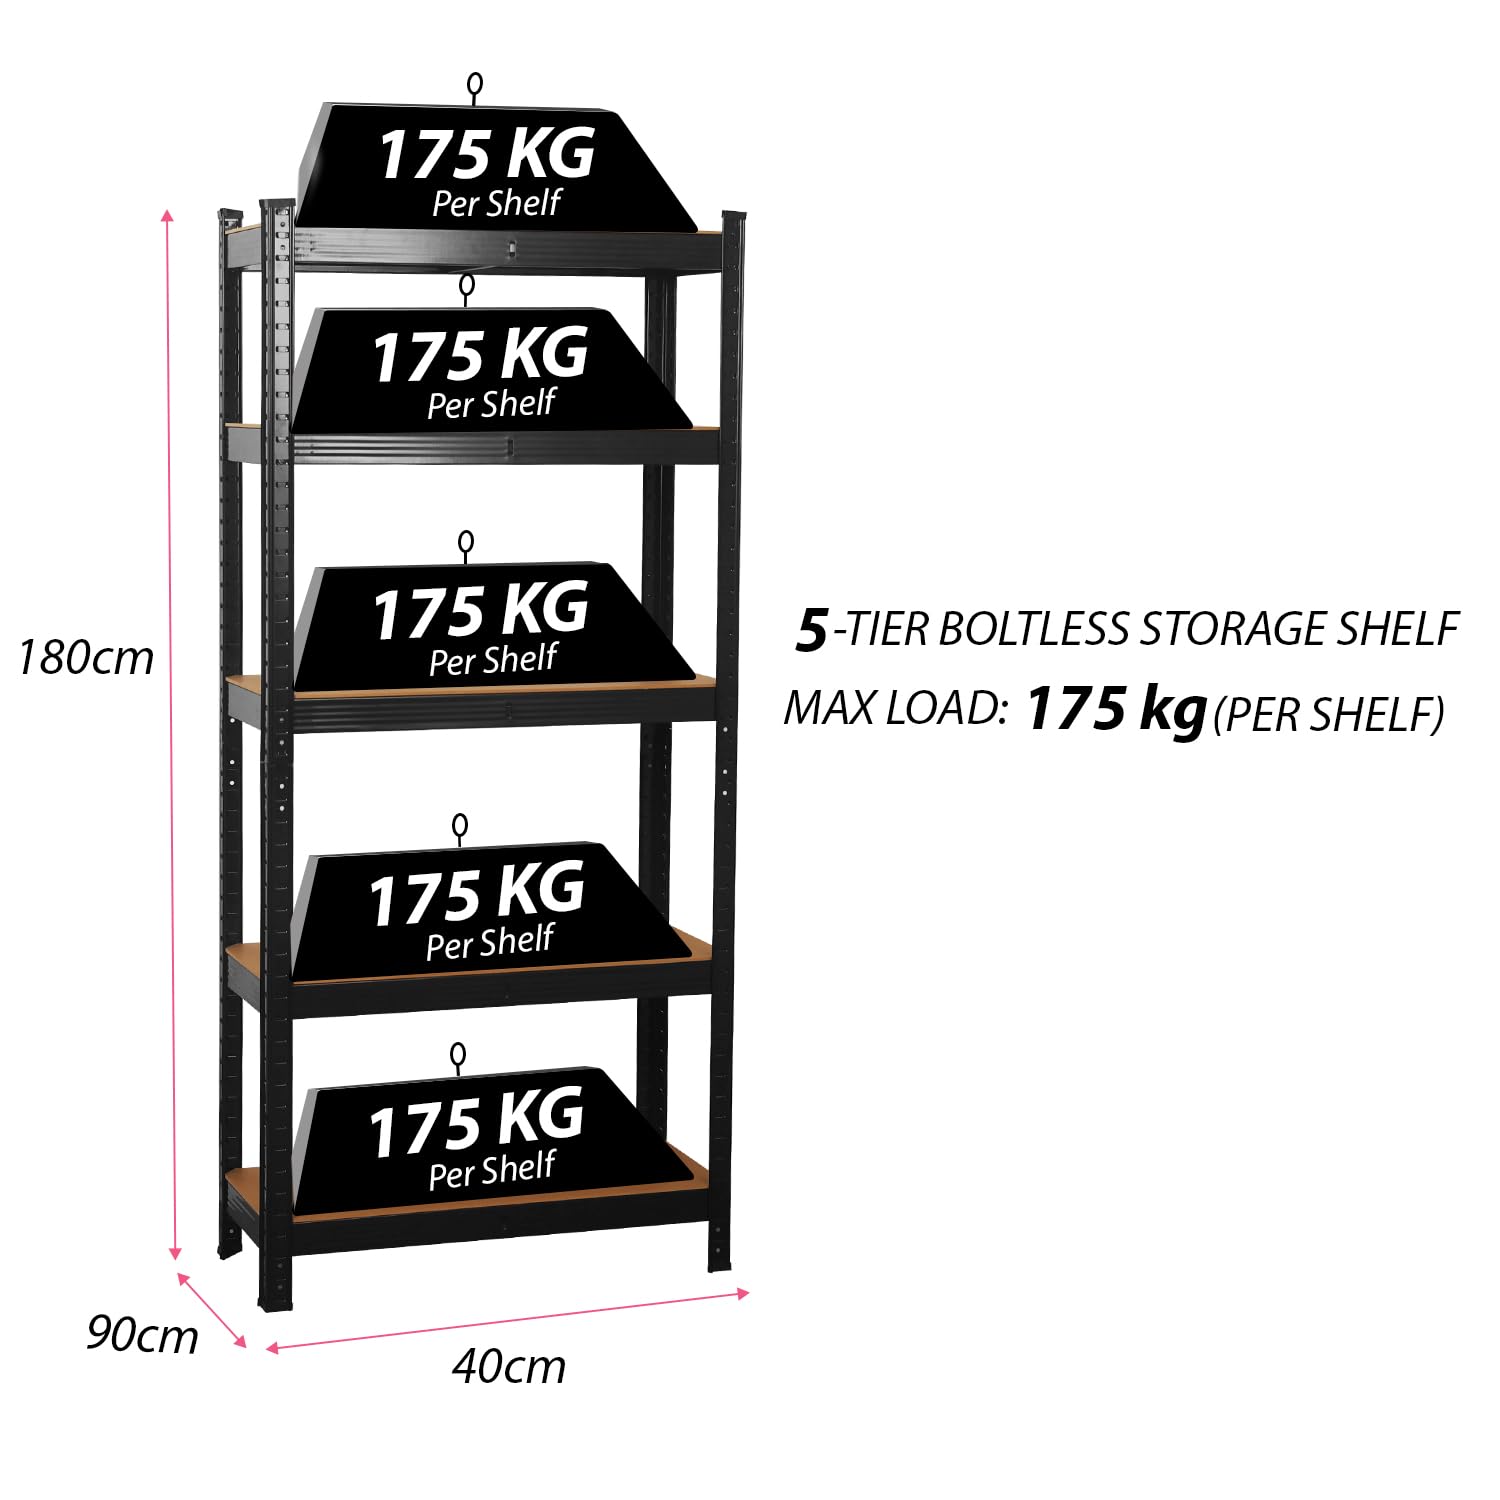 175 KG
Per Shelf
175 KG
Per Shelf
175 KG
Per Shelf
175 KG
Per Shelf
175 KG
Per Shelf
180cm
90cm
40cm
5-TIER BOLTLESS STORAGE SHELF
MAX LOAD: 175 kg (PER SHELF)